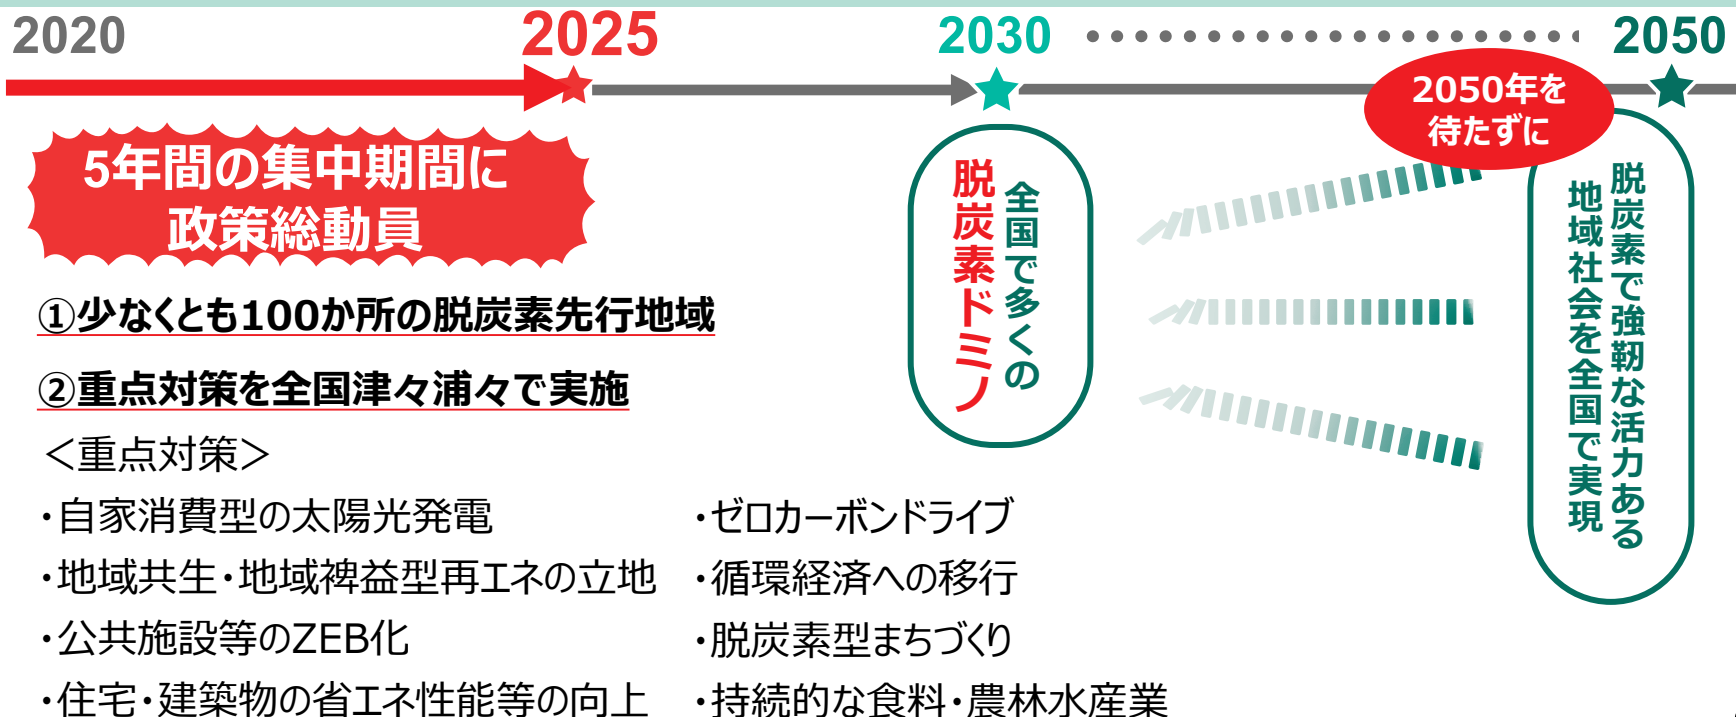 2020
2025
2030
2050
2050年を
待たずに
5年間の集中期間に
政策総動員
①少なくとも100か所の脱炭素先行地域
②重点対策を全国津々浦々で実施
＜重点対策＞
・自家消費型の太陽光発電
・地域共生・地域裨益型再エネの立地
・公共施設等のZEB化
・住宅・建築物の省エネ性能等の向上
・ゼロカーボンドライブ
・循環経済への移行
・脱炭素型まちづくり
・持続的な食料・農林水産業
全国で多くの
脱炭素ドミノ
脱炭素で強靭な活力ある
地域社会を全国で実現